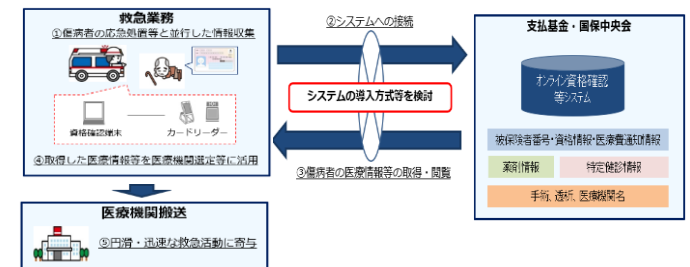 救急業務
①傷病者の応急処置等と並行した情報収集
資格確認端末
カードリーダー
④取得した医療情報等を医療機関選定等に活用
医療機関搬送
⑤円滑・迅速な救急活動に寄与
②システムへの接続
システムの導入方式等を検討
③傷病者の医療情報等の取得・閲覧
支払基金・国保中央会
オンライン資格確認
等システム
被保険者番号・資格情報・医療費通知情報
薬剤情報
特定健診情報
手術、透析、医療機関名